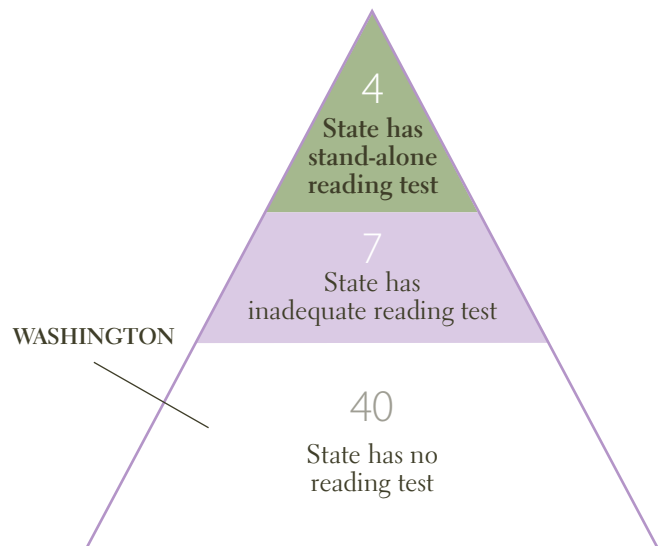 4
State has
stand-alone
reading test
7
State has
inadequate reading test
WASHINGTON
40
State has no
reading test